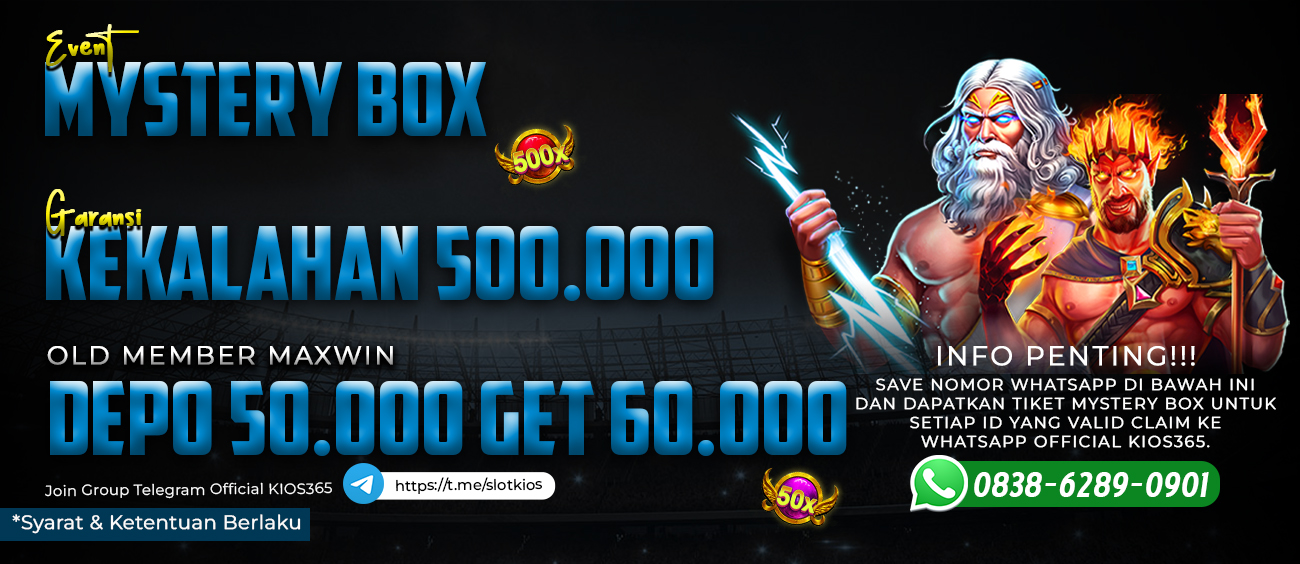 Event
MYSTERY BOX
500x
Garansi
KEKALAHAN 500.000
OLD MEMBER MAXWIN
DEPO 50.000 GET 60.000
Join Group Telegram Official KIOS365
https://t.me/slotkios
50x
*Syarat & Ketentuan Berlaku
INFO PENTING!!!
SAVE NOMOR WHATSAPP DI BAWAH INI
DAN DAPATKAN TIKET MYSTERY BOX UNTUK
SETIAP ID YANG VALID CLAIM KE
WHATSAPP OFFICIAL KIOS365.
0838-6289-0901